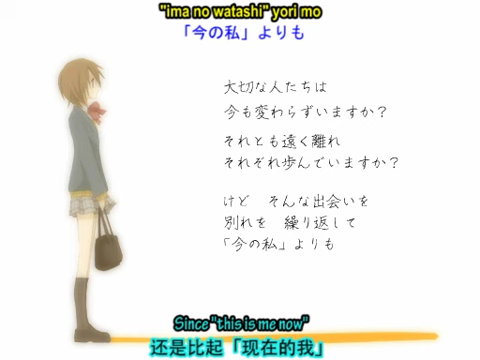 "ima no watashi" yori mo
「今の私」よりも
大切な人たちは
今も変わらずいますか？
それとも遠く離れ
それぞれ歩んでいますか？
けど　そんな出会いを
別れを　繰り返して
「今の私」よりも
Since "this is me now"
还是比起「现在的我」